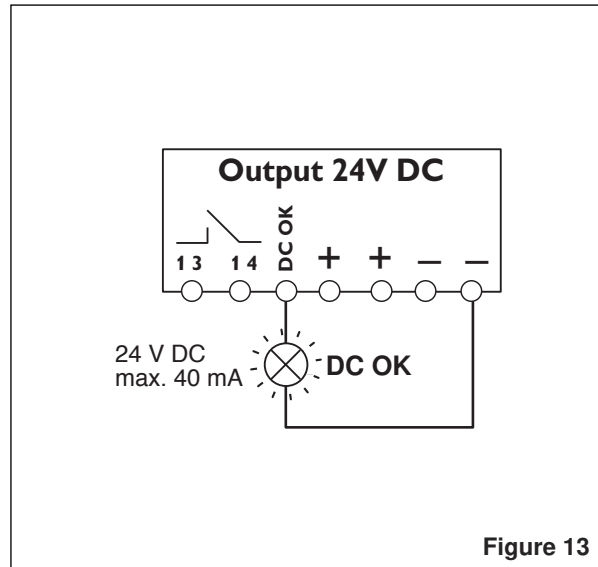 Output 24V DC
DC OK
13 14 + + – –
24 V DC
max. 40 mA
DC OK
Figure 13